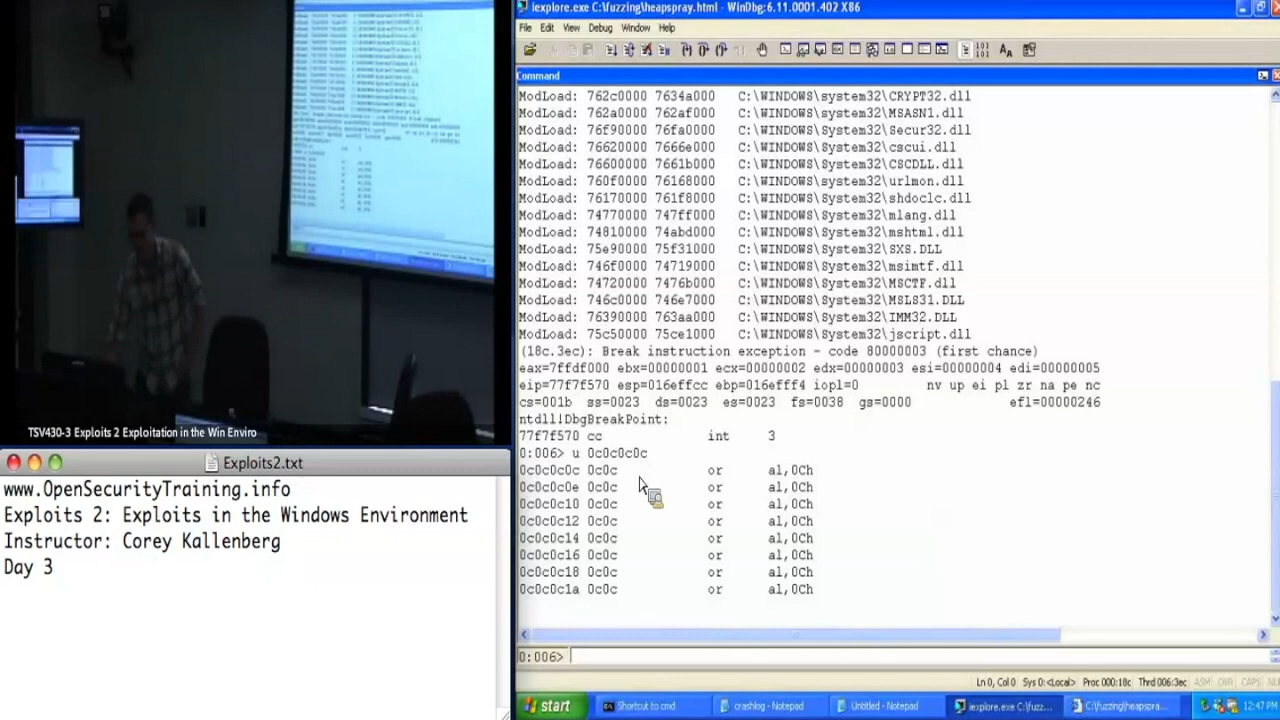 TSV430-3 Exploits 2 Exploitation in the Win Enviro
Exploits2.txt
www.OpenSecurityTraining.info
Exploits 2: Exploits in the Windows Environment
Instructor: Corey Kallenberg
Day 3
iexplore.exe C:\fuzzing\heapspray.html - WinDbg:6.11.0001.402 X86
File Edit View Debug Window Help
Command
ModLoad: 762c0000 7634a000 C:\WINDOWS\System32\CRYPT32.dll
ModLoad: 762a0000 762af000 C:\WINDOWS\System32\MSASN1.dll
ModLoad: 76f90000 76fa0000 C:\WINDOWS\System32\Secur32.dll
ModLoad: 76620000 7666e000 C:\WINDOWS\System32\cscui.dll
ModLoad: 76600000 7661b000 C:\WINDOWS\System32\CSCDLL.dll
C:\WINDOWS\System32\urlmon.dll
C:\WINDOWS\System32\shdoclc.dll
ModLoad: 74770000 747ff000 C:\WINDOWS\System32\mlang.dll
ModLoad: 74810000 74abd000 C:\WINDOWS\System32\mshtml.dll
ModLoad: 75e90000 75f31000 C:\WINDOWS\System32\SXS.DLL
ModLoad: 746f0000 74719000 C:\WINDOWS\System32\msimtf.dll
ModLoad: 74720000 7476b000 C:\WINDOWS\System32\MSCTF.dll
ModLoad: 746c0000 746e7000 C:\WINDOWS\System32\MSLS31.DLL
ModLoad: 76390000 763aa000 C:\WINDOWS\System32\IMM32.DLL
ModLoad: 75c50000 75ce1000 C:\WINDOWS\System32\jscript.dll
(18c.3ec): Break instruction exception - code 80000003 (first chance)
eax=7ffdf000 ebx=00000001 ecx=00000002 edx=00000003 esi=00000004 edi=00000005
eip=77f7f570 esp=016effcc ebp=016efff4 iopl=0 nv up ei pl zr na pe nc
cs=001b ss=0023 ds=0023 es=0023 fs=0038 gs=0000 efl=00000246
ntdll!DbgBreakPoint:
77f7f570 cc int 3
0:006> u 0c0c0c0c
0c0c0c0c 0c0c or al,0Ch
0c0c0c0e 0c0c or al,0Ch
0c0c0c10 0c0c or al,0Ch
0c0c0c12 0c0c or al,0Ch
0c0c0c14 0c0c or al,0Ch
0c0c0c16 0c0c or al,0Ch
0c0c0c18 0c0c or al,0Ch
0c0c0c1a 0c0c or al,0Ch
0:006>
Ln 0, Col 0 Sys 0:<Local> Proc 000:18c Thrd 006:3ec ASM OVR CAPS
start Shortcut to cmd crashlog - Notepad Untitled - Notepad iexplore.exe C:\fuzz... C:\fuzzing\heapspra... 12:47 PM